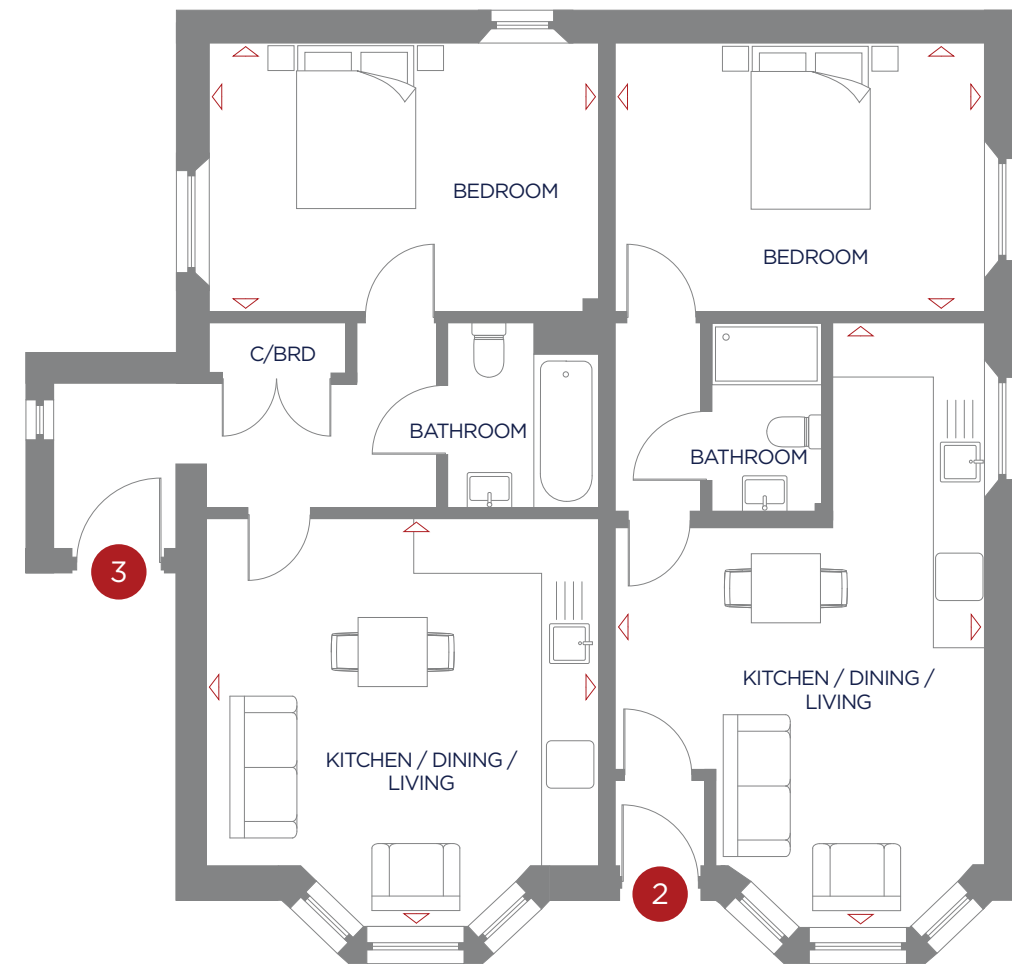 BEDROOM
BEDROOM
C/BRD
BATHROOM
BATHROOM
3
KITCHEN / DINING /
LIVING
KITCHEN / DINING /
LIVING
2